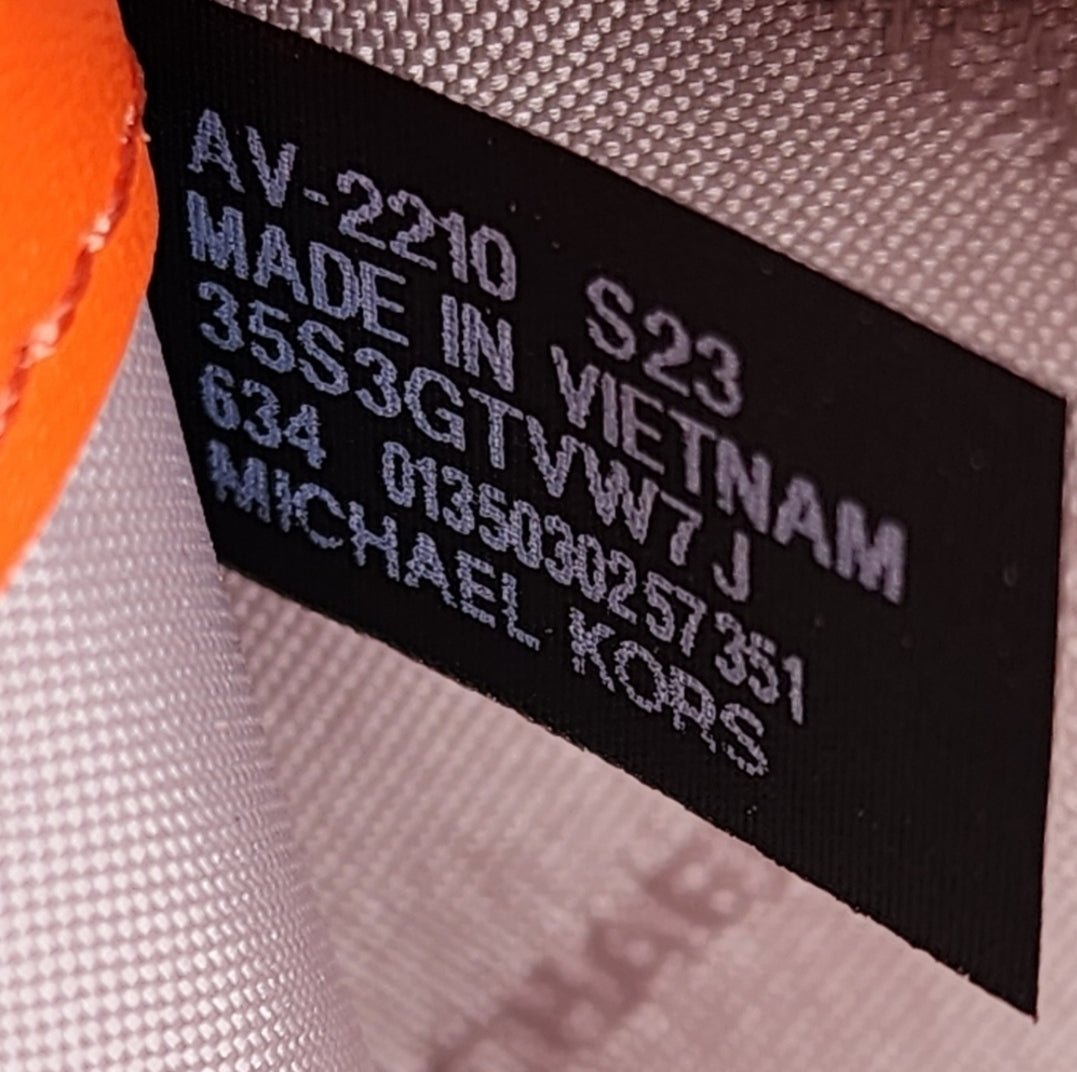 AV-2210 S23
MADE IN VIETNAM
35S3GTVW7J
634 0135030257351
MICHAEL KORS